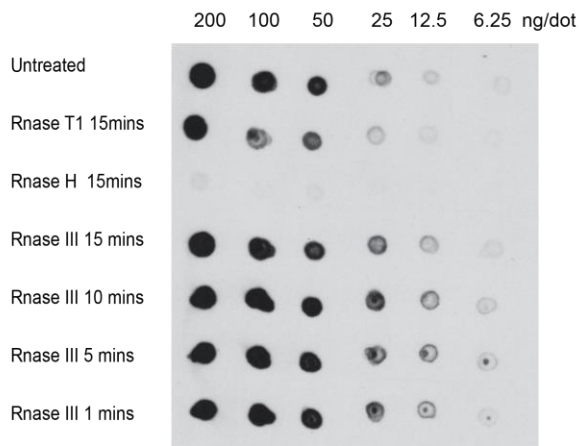 200 100 50 25 12.5 6.25 ng/dot
Untreated
Rnase T1 15mins
Rnase H 15mins
Rnase III 15 mins
Rnase III 10 mins
Rnase III 5 mins
Rnase III 1 mins